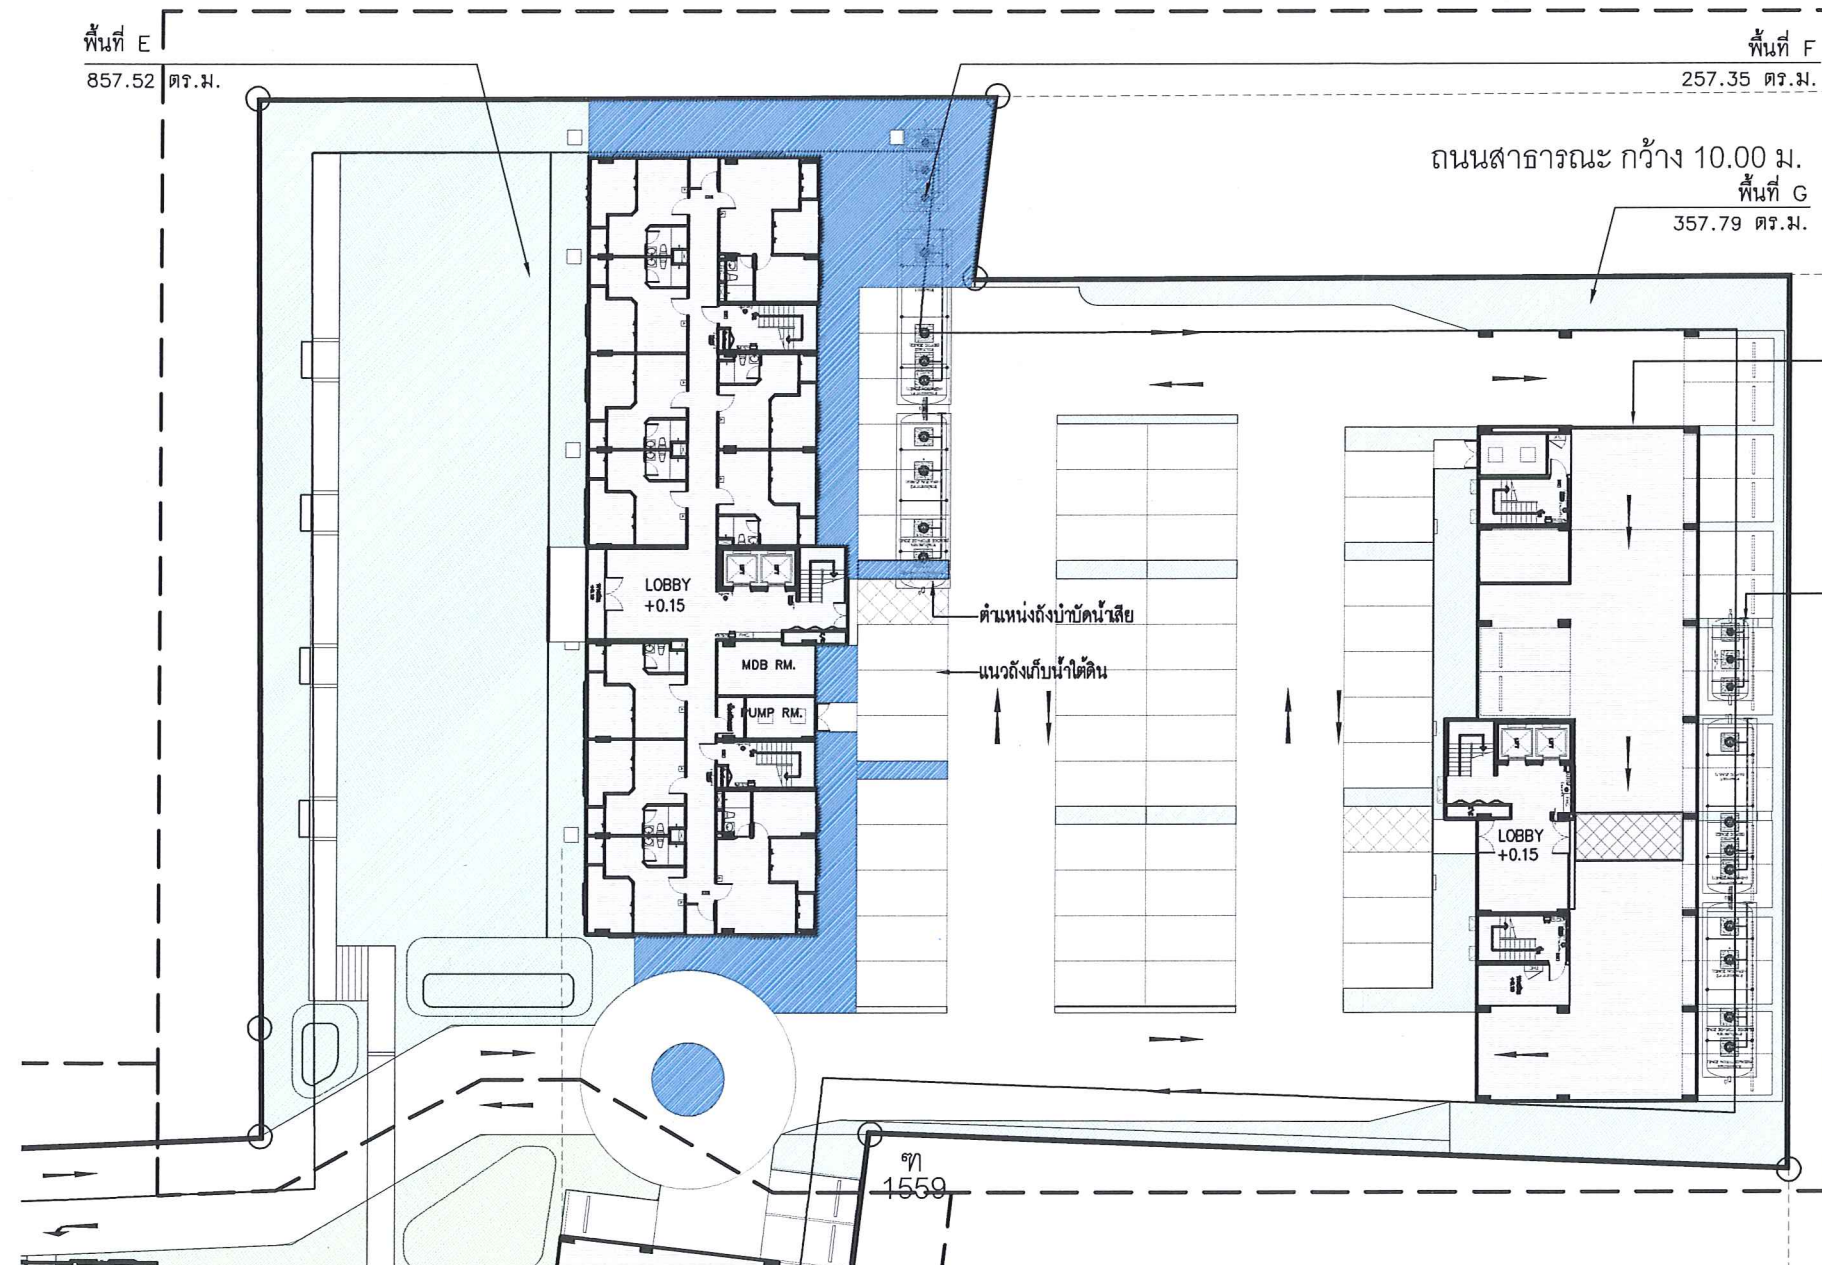 พื้นที่ E
857.52 ตร.ม.
พื้นที่ F
257.35 ตร.ม.
ถนนสาธารณะ กว้าง 10.00 ม.
พื้นที่ G
357.79 ตร.ม.
LIFT
LIFT
LOBBY
+0.15
ตำแหน่งถังบำบัดน้ำเสีย
MDB RM.
แนวถังเก็บน้ำใต้ดิน
PUMP RM.
LIFT
LIFT
LOBBY
+0.15
ฑ
1559